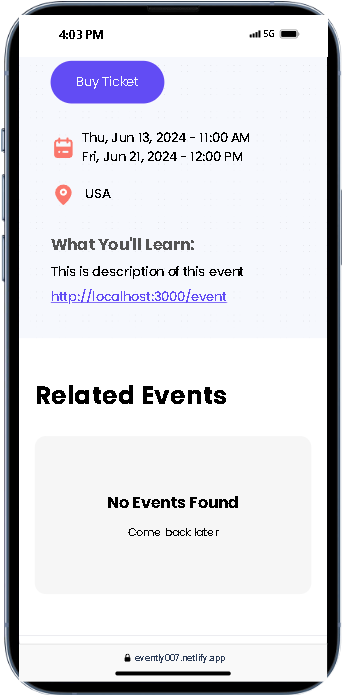 4:03 PM
5G
Buy Ticket
Thu, Jun 13, 2024 - 11:00 AM
Fri, Jun 21, 2024 - 12:00 PM
USA
What You'll Learn:
This is description of this event
http://localhost:3000/event
Related Events
No Events Found
Come back later
evently007.netlify.app